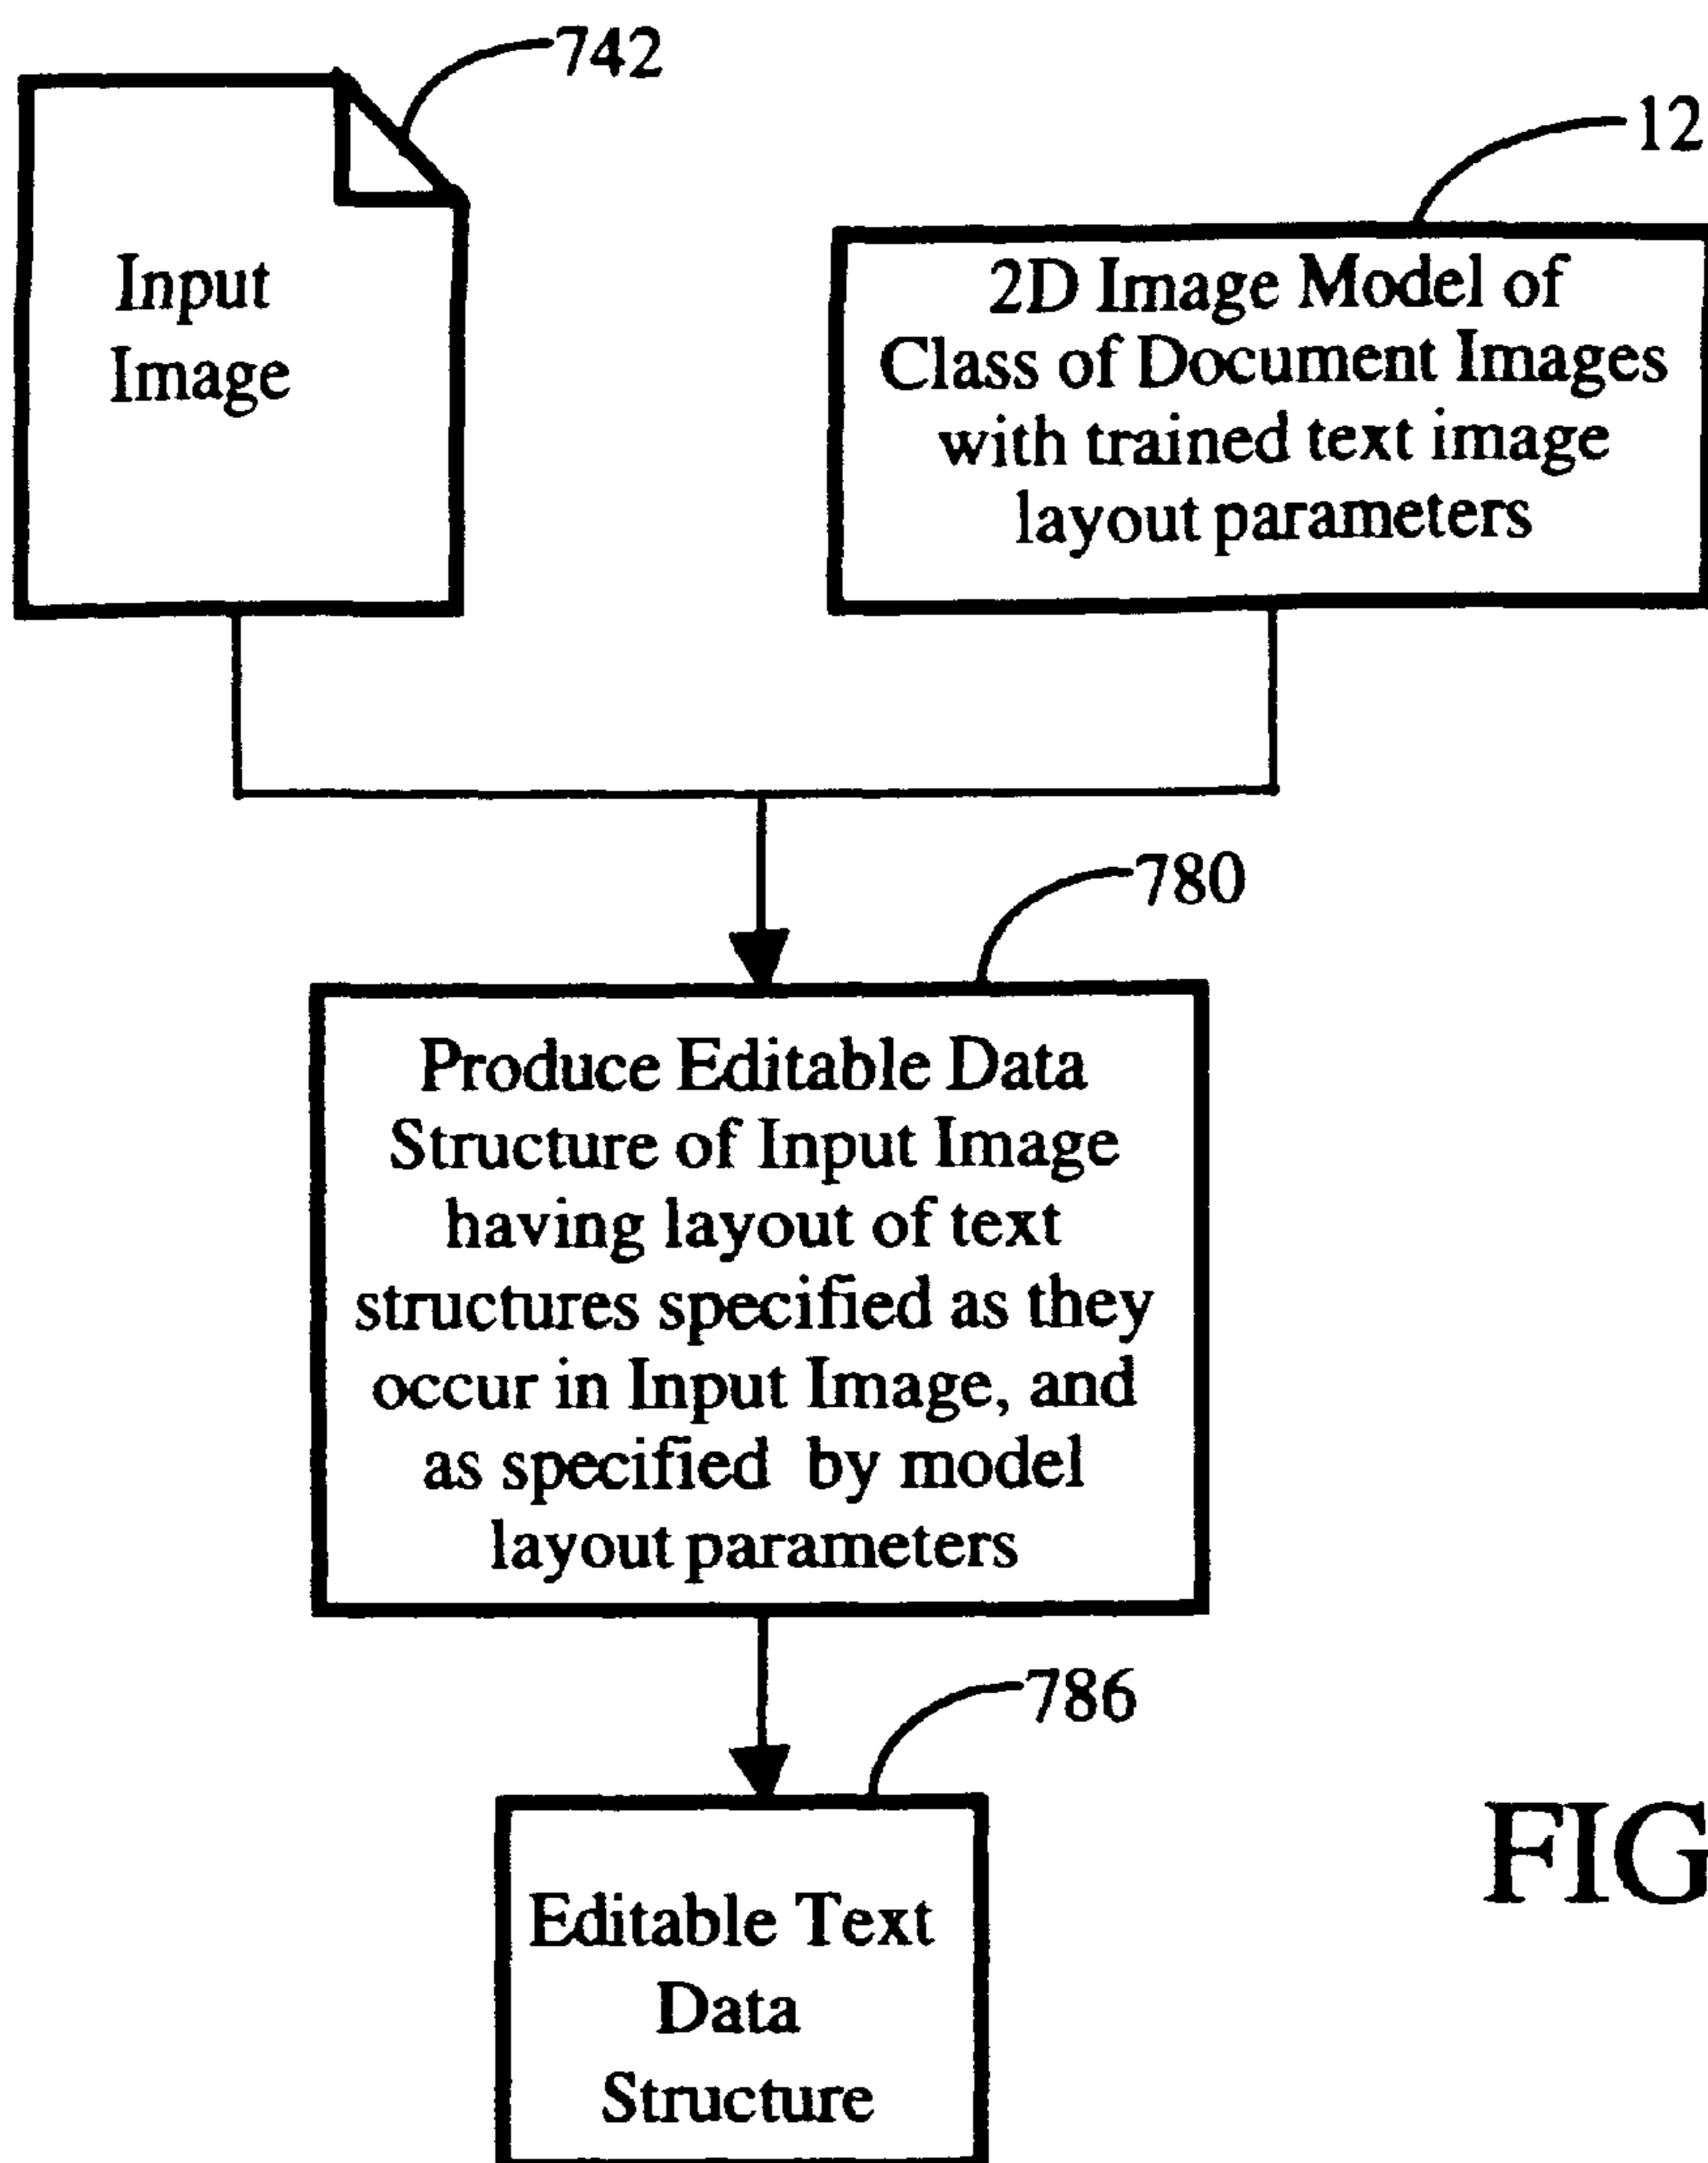 742
Input
Image
12
2D Image Model of
Class of Document Images
with trained text image
layout parameters
780
Produce Editable Data
Structure of Input Image
having layout of text
structures specified as they
occur in Input Image, and
as specified by model
layout parameters
786
Editable Text
Data
Structure
FIG